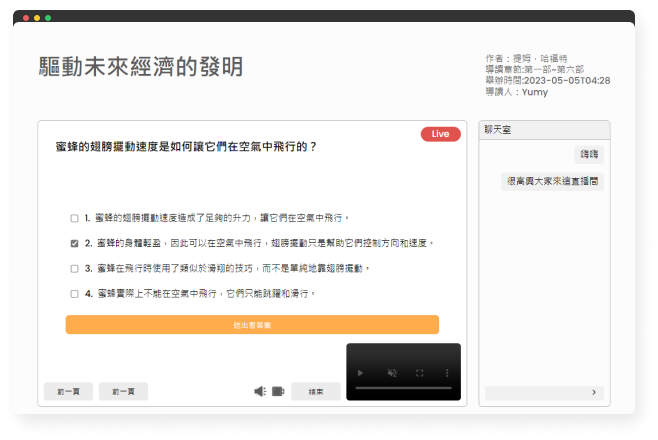 驅動未來經濟的發明
作者：提姆．哈福特
導讀章節:第一部~第六部
舉辦時間:2023-05-05T04:28
導讀人：Yumy
Live
蜜蜂的翅膀擺動速度是如何讓它們在空氣中飛行的？
1. 蜜蜂的翅膀擺動速度造成了足夠的升力，讓它們在空氣中飛行。
2. 蜜蜂的身體輕盈，因此可以在空氣中飛行，翅膀擺動只是幫助它們控制方向和速度。
3. 蜜蜂在飛行時使用了類似於滑翔的技巧，而不是單純地靠翅膀擺動。
4. 蜜蜂實際上不能在空氣中飛行，它們只能跳躍和滑行。
送出看答案
前一頁
前一頁
結束
聊天室
嗨嗨
很高興大家來這直播間